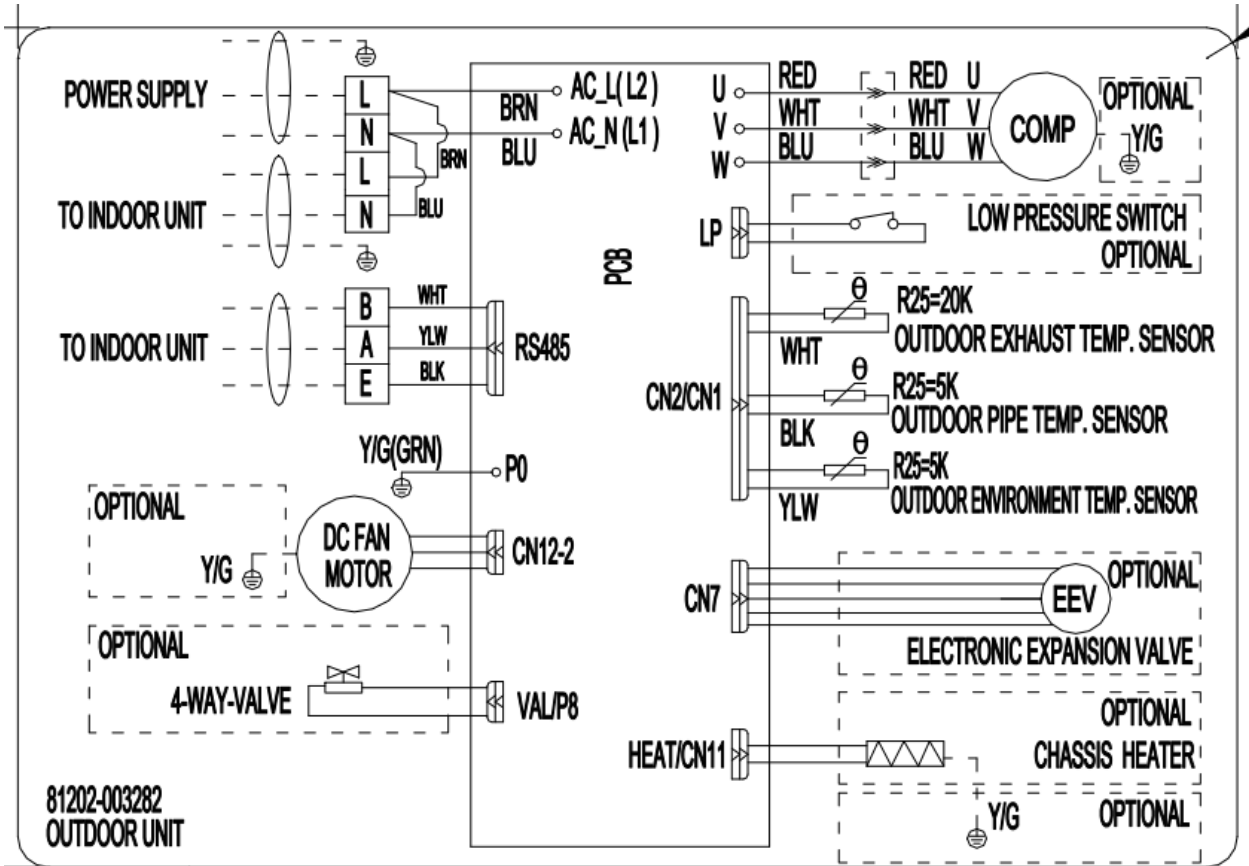 POWER SUPPLY
L
N
L
N
BRN
BLU
BRN
BLU
AC_L( L2 )
AC_N (L1)
TO INDOOR UNIT
B
A
E
WHT
YLW
BLK
RS485
TO INDOOR UNIT
Y/G(GRN)
P0
OPTIONAL
Y/G
DC FAN
MOTOR
CN12-2
OPTIONAL
4-WAY-VALVE
VAL/P8
81202-003282
OUTDOOR UNIT
PCB
U RED RED U
V WHT WHT V
W BLU BLU W
COMP
OPTIONAL
Y/G
LP
LOW PRESSURE SWITCH
OPTIONAL
CN2/CN1
θ
R25=20K
WHT
OUTDOOR EXHAUST TEMP. SENSOR
θ
R25=5K
BLK
OUTDOOR PIPE TEMP. SENSOR
θ
R25=5K
YLW
OUTDOOR ENVIRONMENT TEMP. SENSOR
CN7
EEV
OPTIONAL
ELECTRONIC EXPANSION VALVE
HEAT/CN11
OPTIONAL
CHASSIS HEATER
Y/G
OPTIONAL